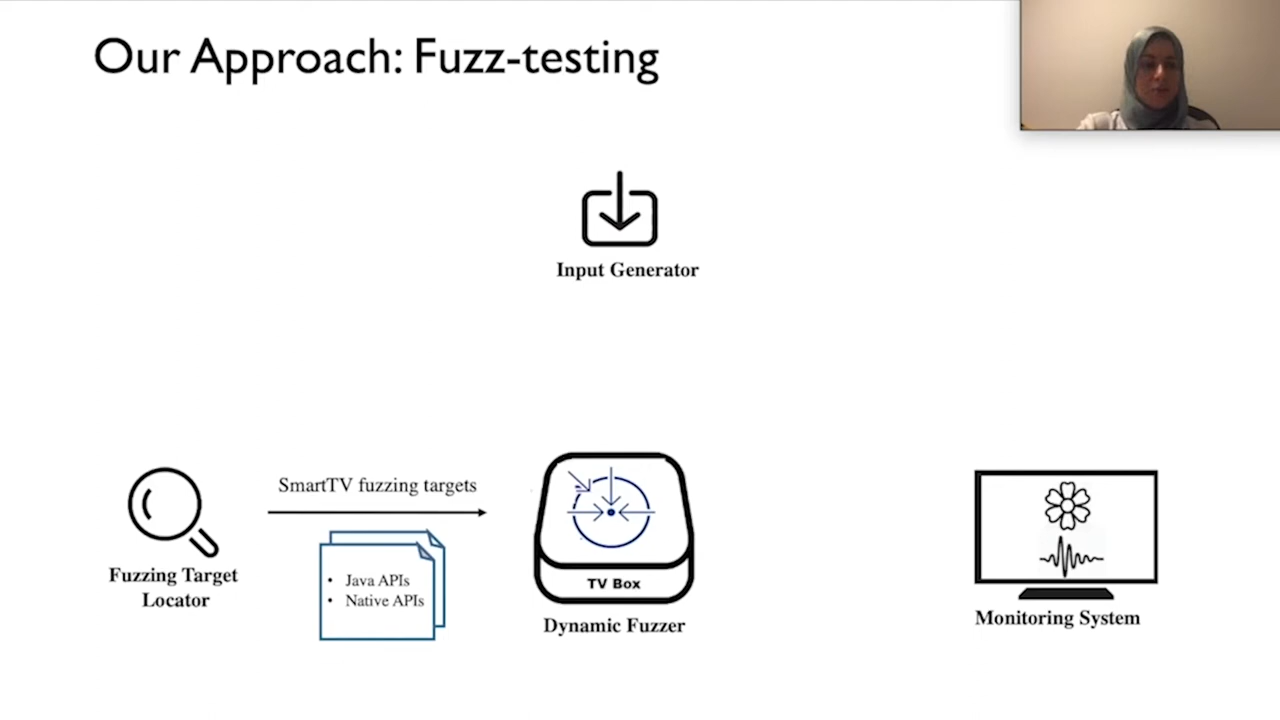 Our Approach: Fuzz-testing
Input Generator
SmartTV fuzzing targets
• Java APIs
• Native APIs
Fuzzing Target
Locator
TV Box
Dynamic Fuzzer
Monitoring System